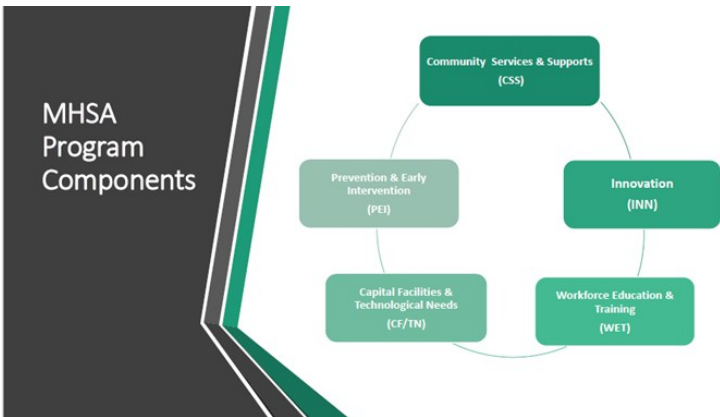 MHSA
Program
Components
Community Services & Supports
(CSS)
Innovation
(INN)
Workforce Education &
Training
(WET)
Capital Facilities &
Technological Needs
(CF/TN)
Prevention & Early
Intervention
(PEI)